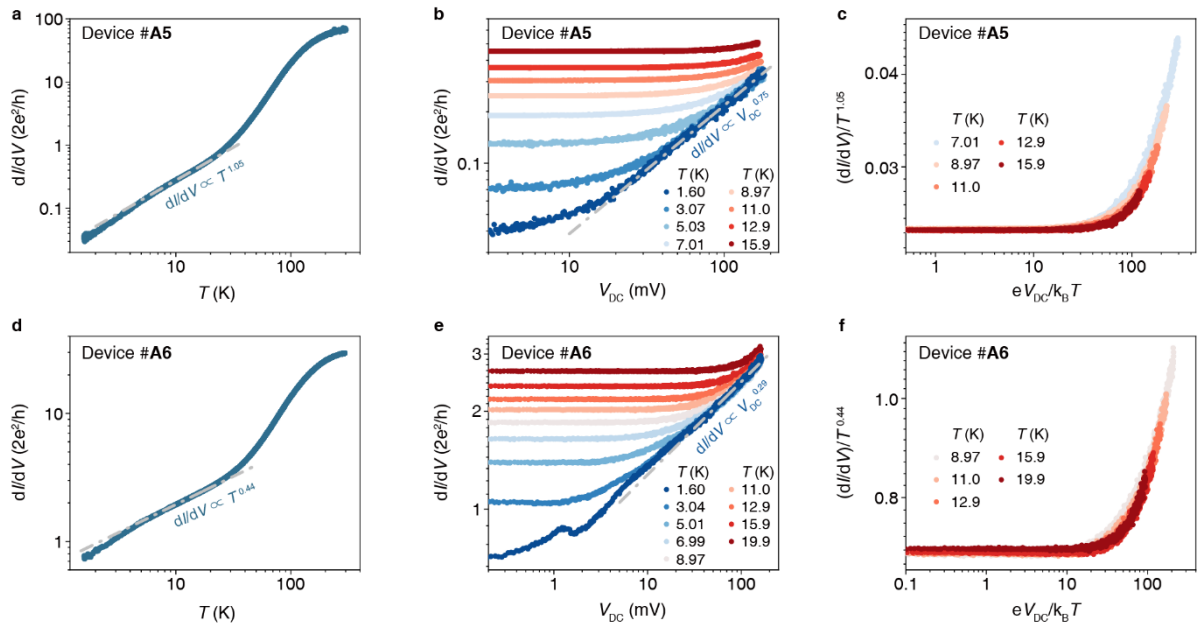 a
Device #A5
dI/dV (2e²/h)
100
10
1
0.1
dI/dV ∝ T^1.05
10
100
T (K)
b
Device #A5
dI/dV (2e²/h)
0.1
dI/dV ∝ V_DC^0.75
T (K) T (K)
1.60 8.97
3.07 11.0
5.03 12.9
7.01 15.9
10
100
V_DC (mV)
c
Device #A5
(dI/dV)/T^1.05
0.04
0.03
T (K) T (K)
7.01 12.9
8.97 15.9
11.0
1
10
100
eV_DC/k_BT
d
Device #A6
dI/dV (2e²/h)
10
1
dI/dV ∝ T^0.44
10
100
T (K)
e
Device #A6
dI/dV (2e²/h)
3
2
1
dI/dV ∝ V_DC^0.29
T (K) T (K)
1.60 11.0
3.04 12.9
5.01 15.9
6.99 19.9
8.97
1
10
100
V_DC (mV)
f
Device #A6
(dI/dV)/T^0.44
1.0
0.8
T (K) T (K)
8.97 15.9
11.0 19.9
12.9
0.1
1
10
100
eV_DC/k_BT